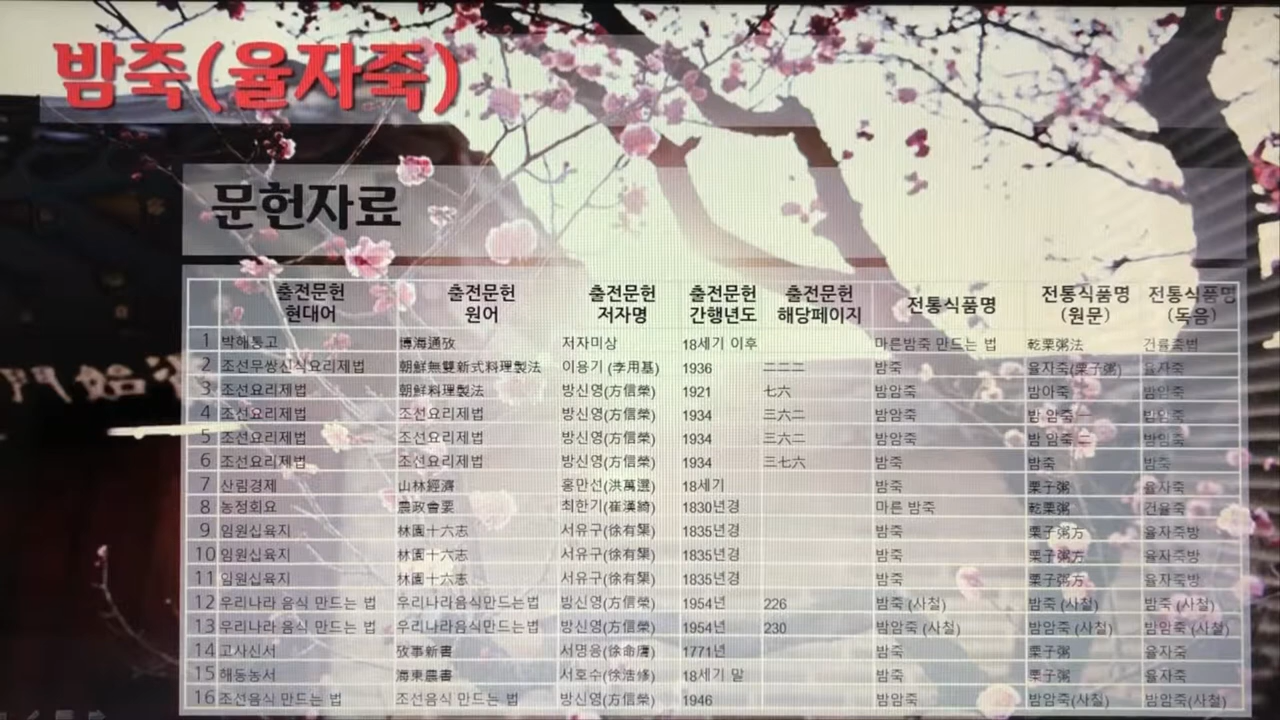 밤죽(율자죽)
문헌자료
출전문헌 현대어 출전문헌 원어 출전문헌 저자명 출전문헌 간행년도 출전문헌 해당페이지 전통식품명 전통식품명 (원문) 전통식품명 (독음)
1 박해통고 博海通攷 저자미상 18세기 이후 마른밤죽 만드는 법 乾栗粥法 건률죽법
2 조선무쌍신식요리제법 朝鮮無雙新式料理製法 이용기 (李用基) 1936 二二二 밤죽 율자죽(栗子粥) 율자죽
3 조선요리제법 朝鮮料理製法 방신영(方信榮) 1921 七六 밤암죽 밤아죽 밤암죽
4 조선요리제법 조선요리제법 방신영(方信榮) 1934 三六二 밤암죽 밤 암죽 一 밤암죽
5 조선요리제법 조선요리제법 방신영(方信榮) 1934 三六二 밤암죽 밤 암죽 二 밤암죽
6 조선요리제법 조선요리제법 방신영(方信榮) 1934 三七六 밤죽 밤죽 밤죽
7 산림경제 山林經濟 홍만선(洪萬選) 18세기 밤죽 栗子粥 율자죽
8 농정회요 農政會要 최한기(崔漢綺) 1830년경 마른 밤죽 乾栗粥 건율죽
9 임원십육지 林園十六志 서유구(徐有榘) 1835년경 밤죽 栗子粥方 율자죽방
10 임원십육지 林園十六志 서유구(徐有榘) 1835년경 밤죽 栗子粥方 율자죽방
11 임원십육지 林園十六志 서유구(徐有榘) 1835년경 밤죽 栗子粥方 율자죽방
12 우리나라 음식 만드는 법 우리나라음식만드는법 방신영(方信榮) 1954년 226 밤죽 (사철) 밤죽 (사철) 밤죽 (사철)
13 우리나라 음식 만드는 법 우리나라음식만드는법 방신영(方信榮) 1954년 230 밤암죽 (사철) 밤암죽 (사철) 밤암죽 (사철)
14 고사신서 攷事新書 서명응(徐命膺) 1771년 밤죽 栗子粥 율자죽
15 해동농서 海東農書 서호수(徐浩修) 18세기 말 밤죽 栗子粥 율자죽
16 조선음식 만드는 법 조선음식 만드는 법 방신영(方信榮) 1946 밤암죽 밤암죽(사칠) 밤암죽(사철)